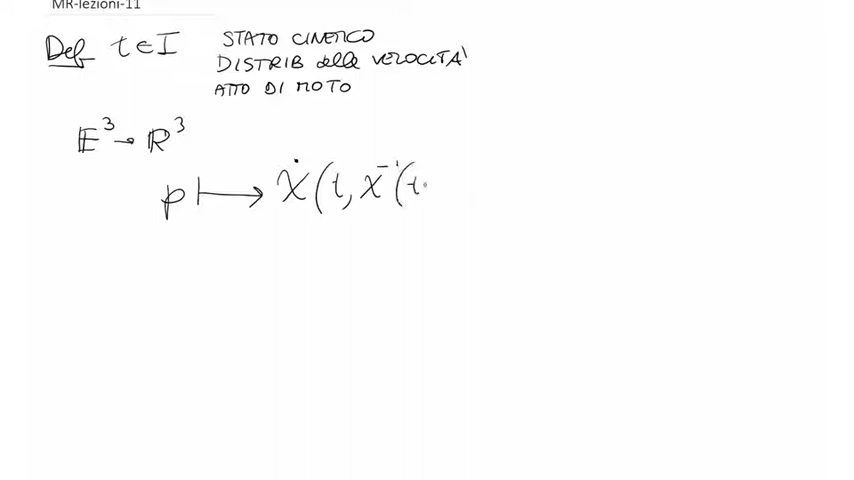 MR-lezioni-11
Def t ∈ I STATO CINETICO
DISTRIB delle VELOCITA'
ATTO DI MOTO
𝔼³ → ℝ³
p ⟼ χ̇(t, χ⁻¹(t,